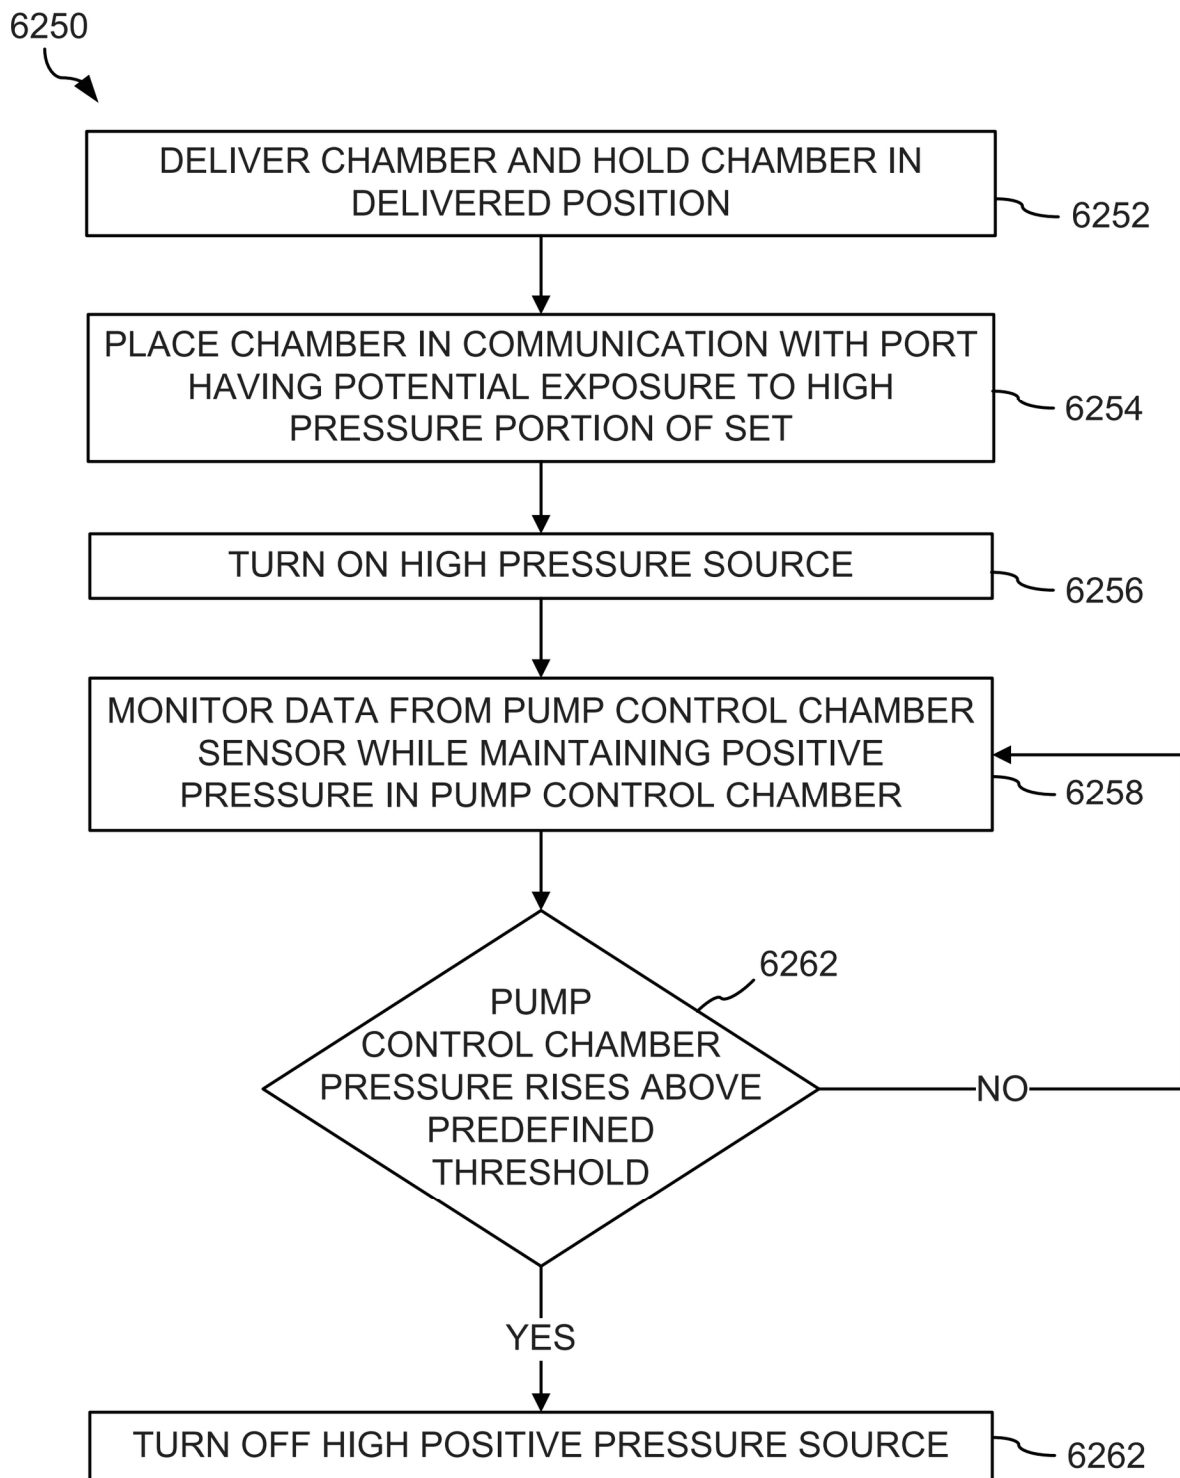 6250
DELIVER CHAMBER AND HOLD CHAMBER IN
DELIVERED POSITION
6252
PLACE CHAMBER IN COMMUNICATION WITH PORT
HAVING POTENTIAL EXPOSURE TO HIGH
PRESSURE PORTION OF SET
6254
TURN ON HIGH PRESSURE SOURCE
6256
MONITOR DATA FROM PUMP CONTROL CHAMBER
SENSOR WHILE MAINTAINING POSITIVE
PRESSURE IN PUMP CONTROL CHAMBER
6258
6262
PUMP
CONTROL CHAMBER
PRESSURE RISES ABOVE
PREDEFINED
THRESHOLD
NO
YES
TURN OFF HIGH POSITIVE PRESSURE SOURCE
6262